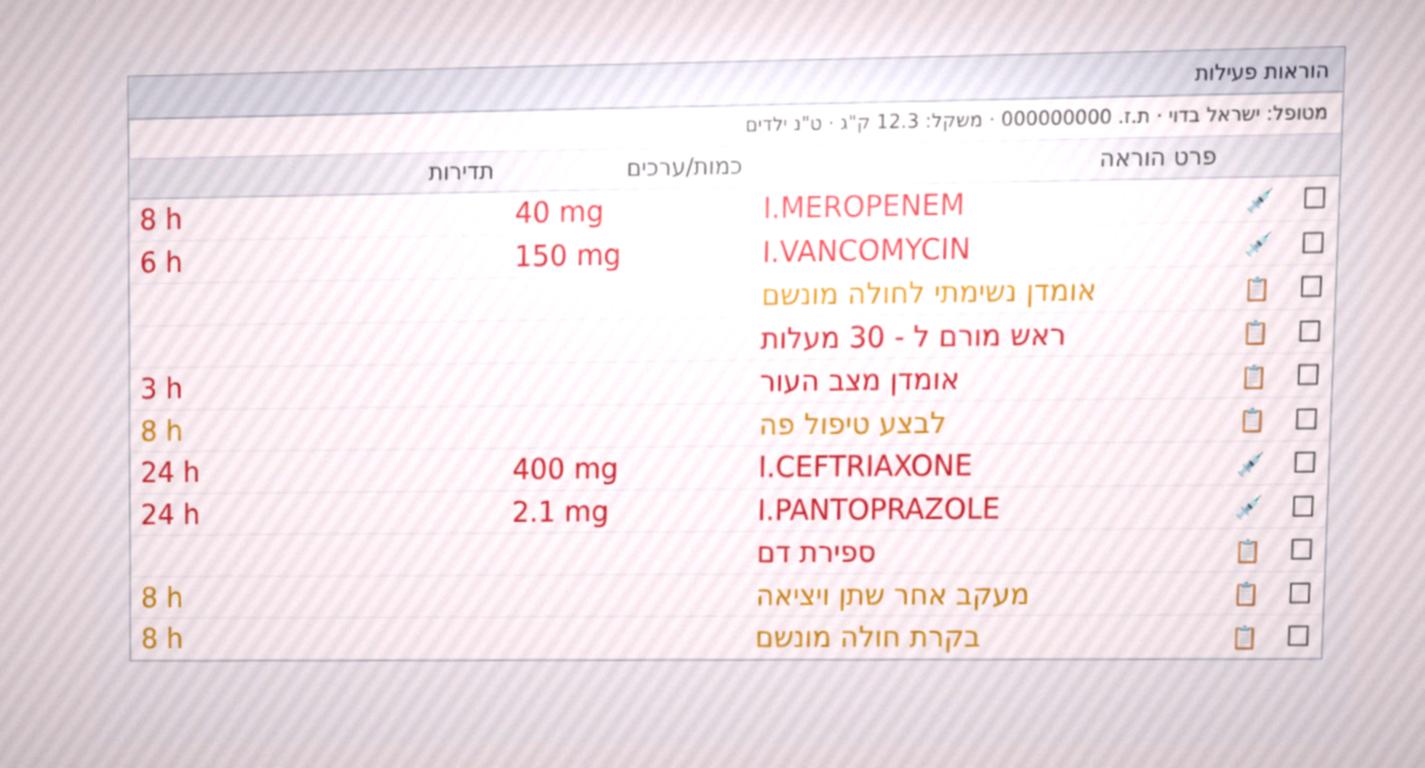 הוראות פעילות
מטופל: ישראל בדוי · ת.ז. 000000000 · משקל: 12.3 ק"ג · ט"נ ילדים
פרט הוראה כמות/ערכים תדירות
I.MEROPENEM 40 mg 8 h
I.VANCOMYCIN 150 mg 6 h
אומדן נשימתי לחולה מונשם
ראש מורם ל - 30 מעלות
אומדן מצב העור 3 h
לבצע טיפול פה 8 h
I.CEFTRIAXONE 400 mg 24 h
I.PANTOPRAZOLE 2.1 mg 24 h
ספירת דם
מעקב אחר שתן ויציאה 8 h
בקרת חולה מונשם 8 h